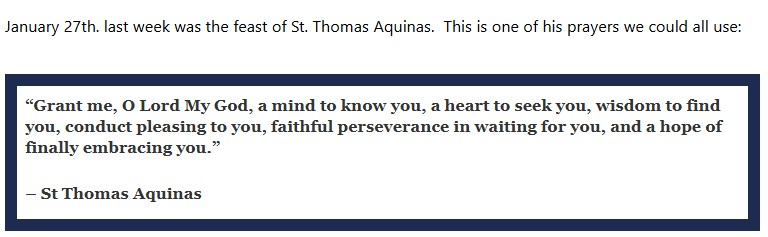 January 27th. last week was the feast of St. Thomas Aquinas.  This is one of his prayers we could all use:
“Grant me, O Lord My God, a mind to know you, a heart to seek you, wisdom to find
you, conduct pleasing to you, faithful perseverance in waiting for you, and a hope of
finally embracing you.”
– St Thomas Aquinas